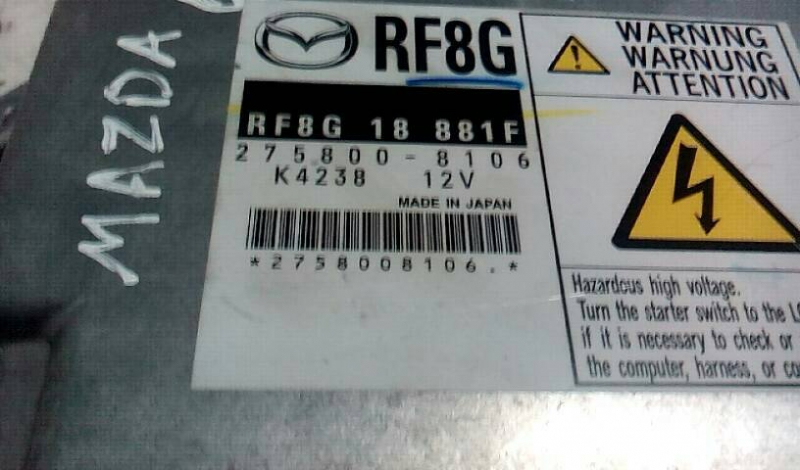 MAZDA
RF8G
RF8G 18 881F
275800-8106
K4238 12V
MADE IN JAPAN
*2758008106.*
WARNING
WARNUNG
ATTENTION
Hazardous high voltage.
Turn the starter switch to the
if it is necessary to check or
the computer, harness, or